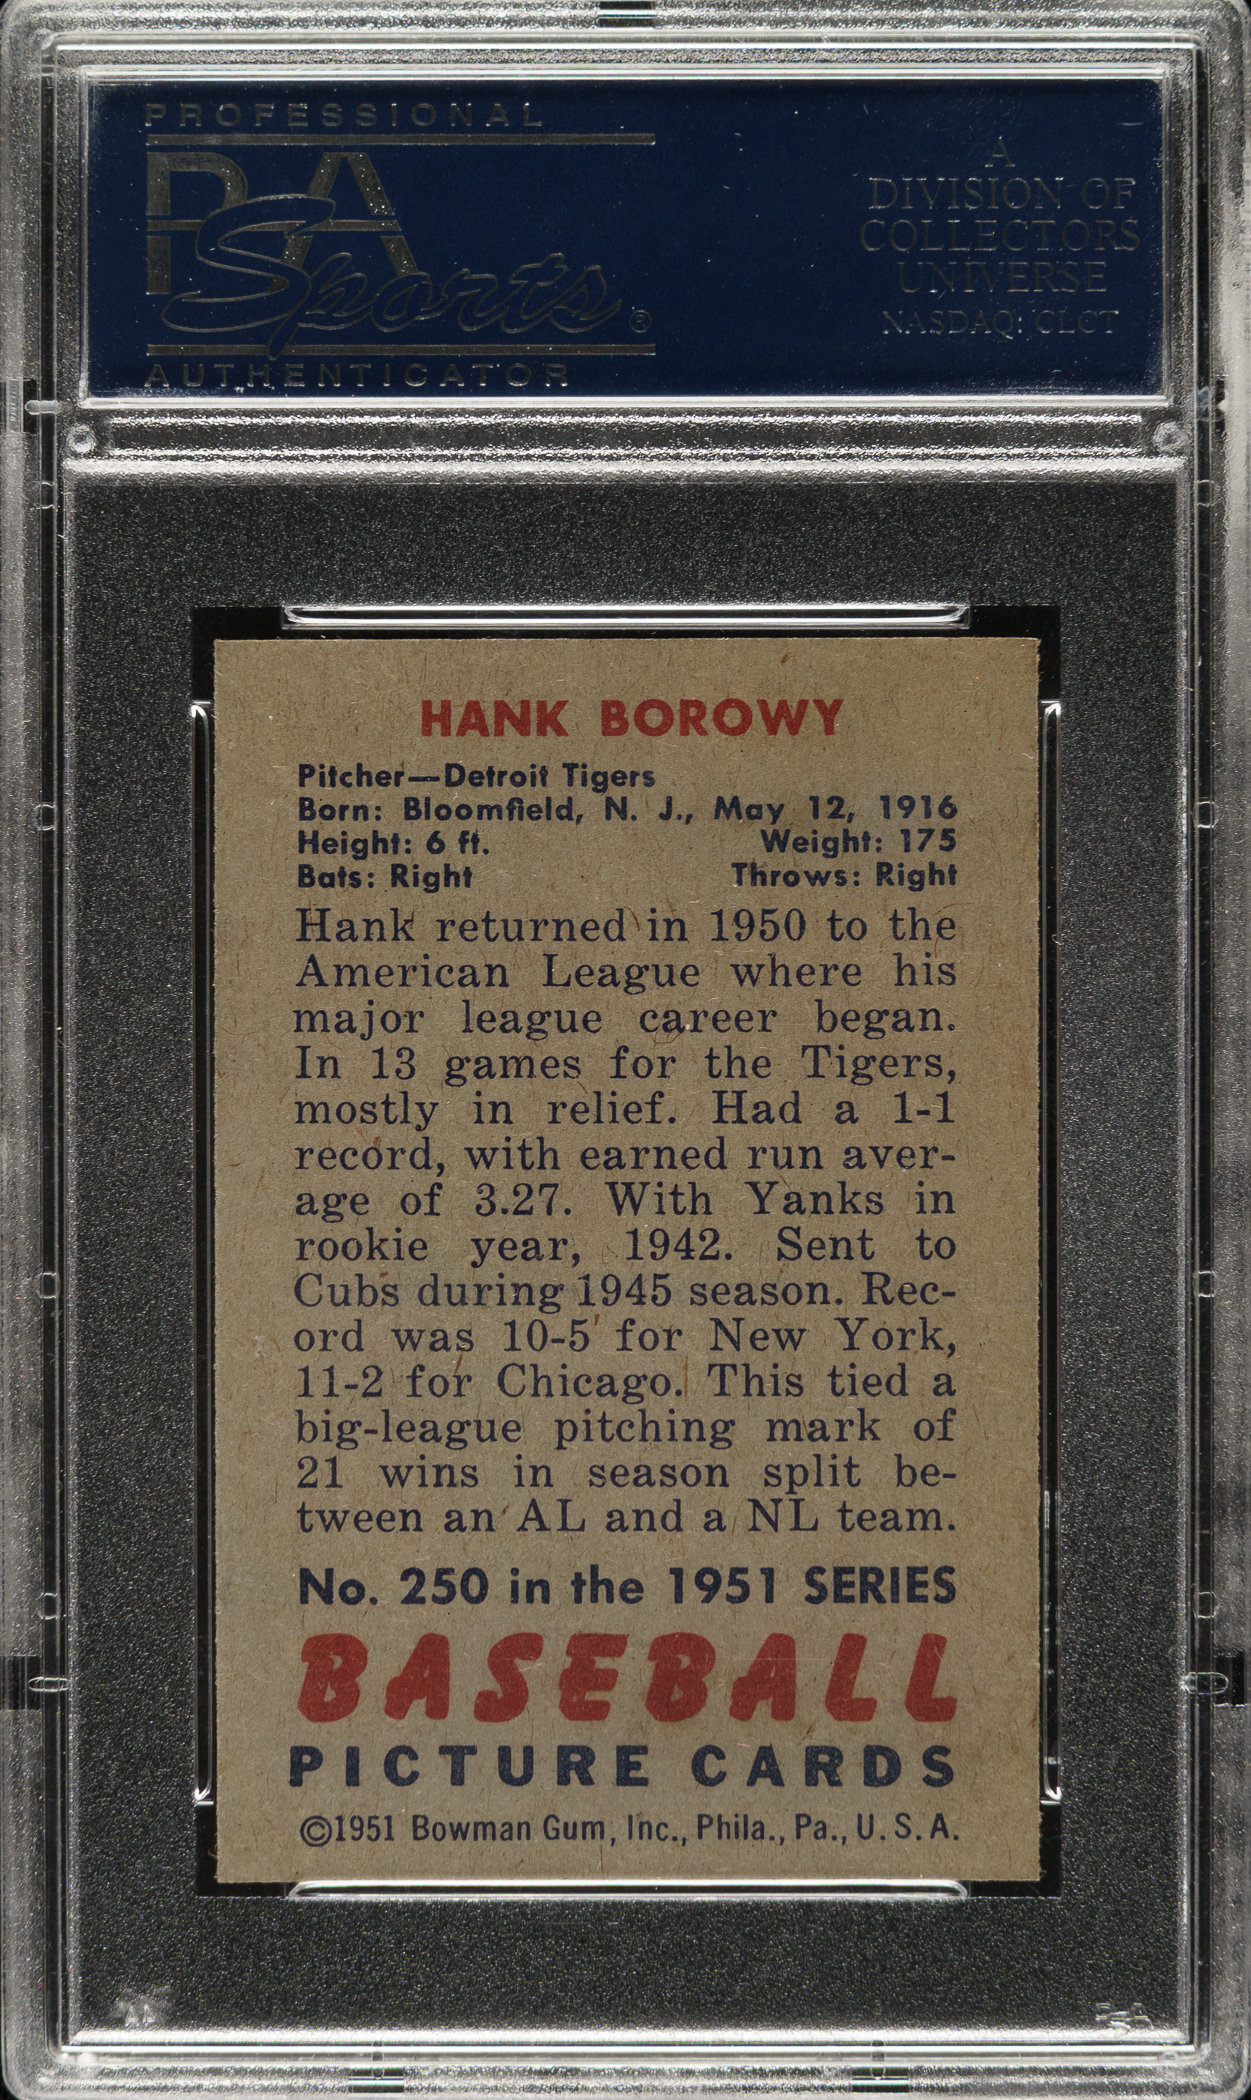 PROFESSIONAL
PSA
Sports ®
AUTHENTICATOR
A
DIVISION OF
COLLECTORS
UNIVERSE
NASDAQ: CLCT
HANK BOROWY
Pitcher—Detroit Tigers
Born: Bloomfield, N. J., May 12, 1916
Height: 6 ft. Weight: 175
Bats: Right Throws: Right
Hank returned in 1950 to the
American League where his
major league career began.
In 13 games for the Tigers,
mostly in relief. Had a 1-1
record, with earned run aver-
age of 3.27. With Yanks in
rookie year, 1942. Sent to
Cubs during 1945 season. Rec-
ord was 10-5 for New York,
11-2 for Chicago. This tied a
big-league pitching mark of
21 wins in season split be-
tween an AL and a NL team.
No. 250 in the 1951 SERIES
BASEBALL
PICTURE CARDS
©1951 Bowman Gum, Inc., Phila., Pa., U. S. A.